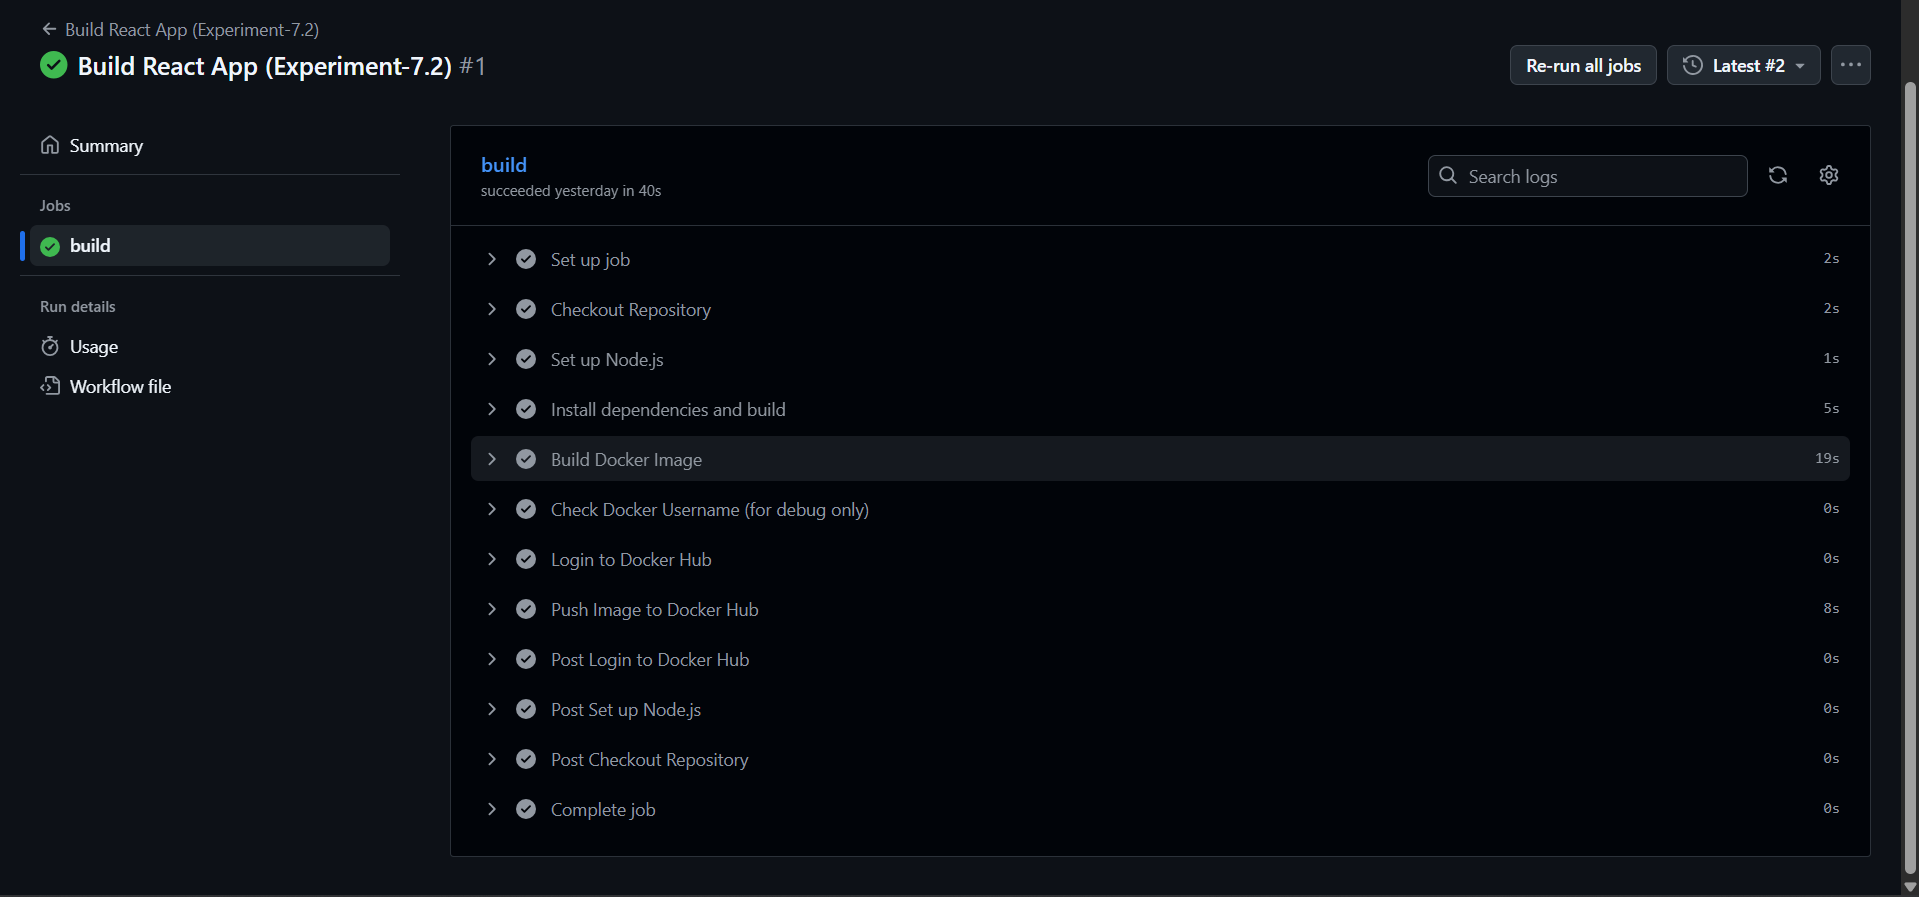 Build React App (Experiment-7.2)
Build React App (Experiment-7.2) #1
Re-run all jobs
Latest #2
Summary
Jobs
build
Run details
Usage
Workflow file
build
succeeded yesterday in 40s
Search logs
Set up job 2s
Checkout Repository 2s
Set up Node.js 1s
Install dependencies and build 5s
Build Docker Image 19s
Check Docker Username (for debug only) 0s
Login to Docker Hub 0s
Push Image to Docker Hub 8s
Post Login to Docker Hub 0s
Post Set up Node.js 0s
Post Checkout Repository 0s
Complete job 0s